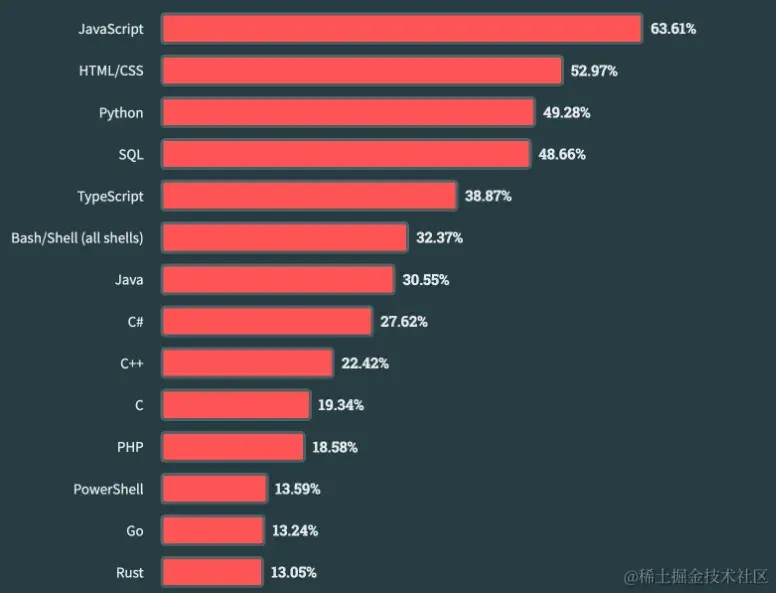 JavaScript 63.61%
HTML/CSS 52.97%
Python 49.28%
SQL 48.66%
TypeScript 38.87%
Bash/Shell (all shells) 32.37%
Java 30.55%
C# 27.62%
C++ 22.42%
C 19.34%
PHP 18.58%
PowerShell 13.59%
Go 13.24%
Rust 13.05%
@稀土掘金技术社区